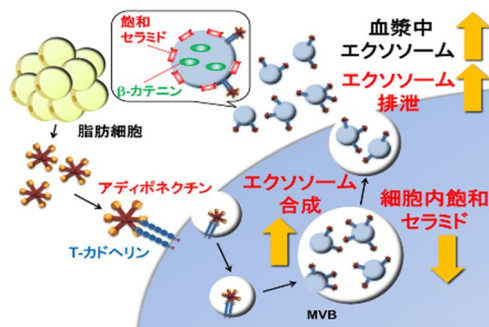 飽和
セラミド
β-カテニン
血漿中
エクソソーム
エクソソーム
排泄
脂肪細胞
アディポネクチン
T-カドヘリン
エクソソーム
合成
細胞内飽和
セラミド
MVB